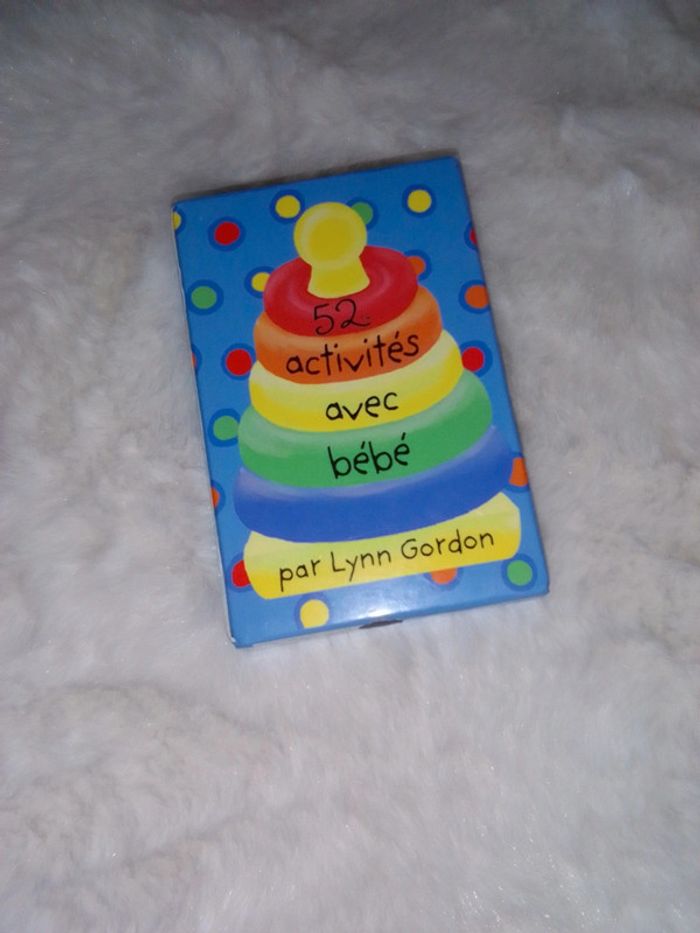 52
activités
avec
bébé
par Lynn Gordon